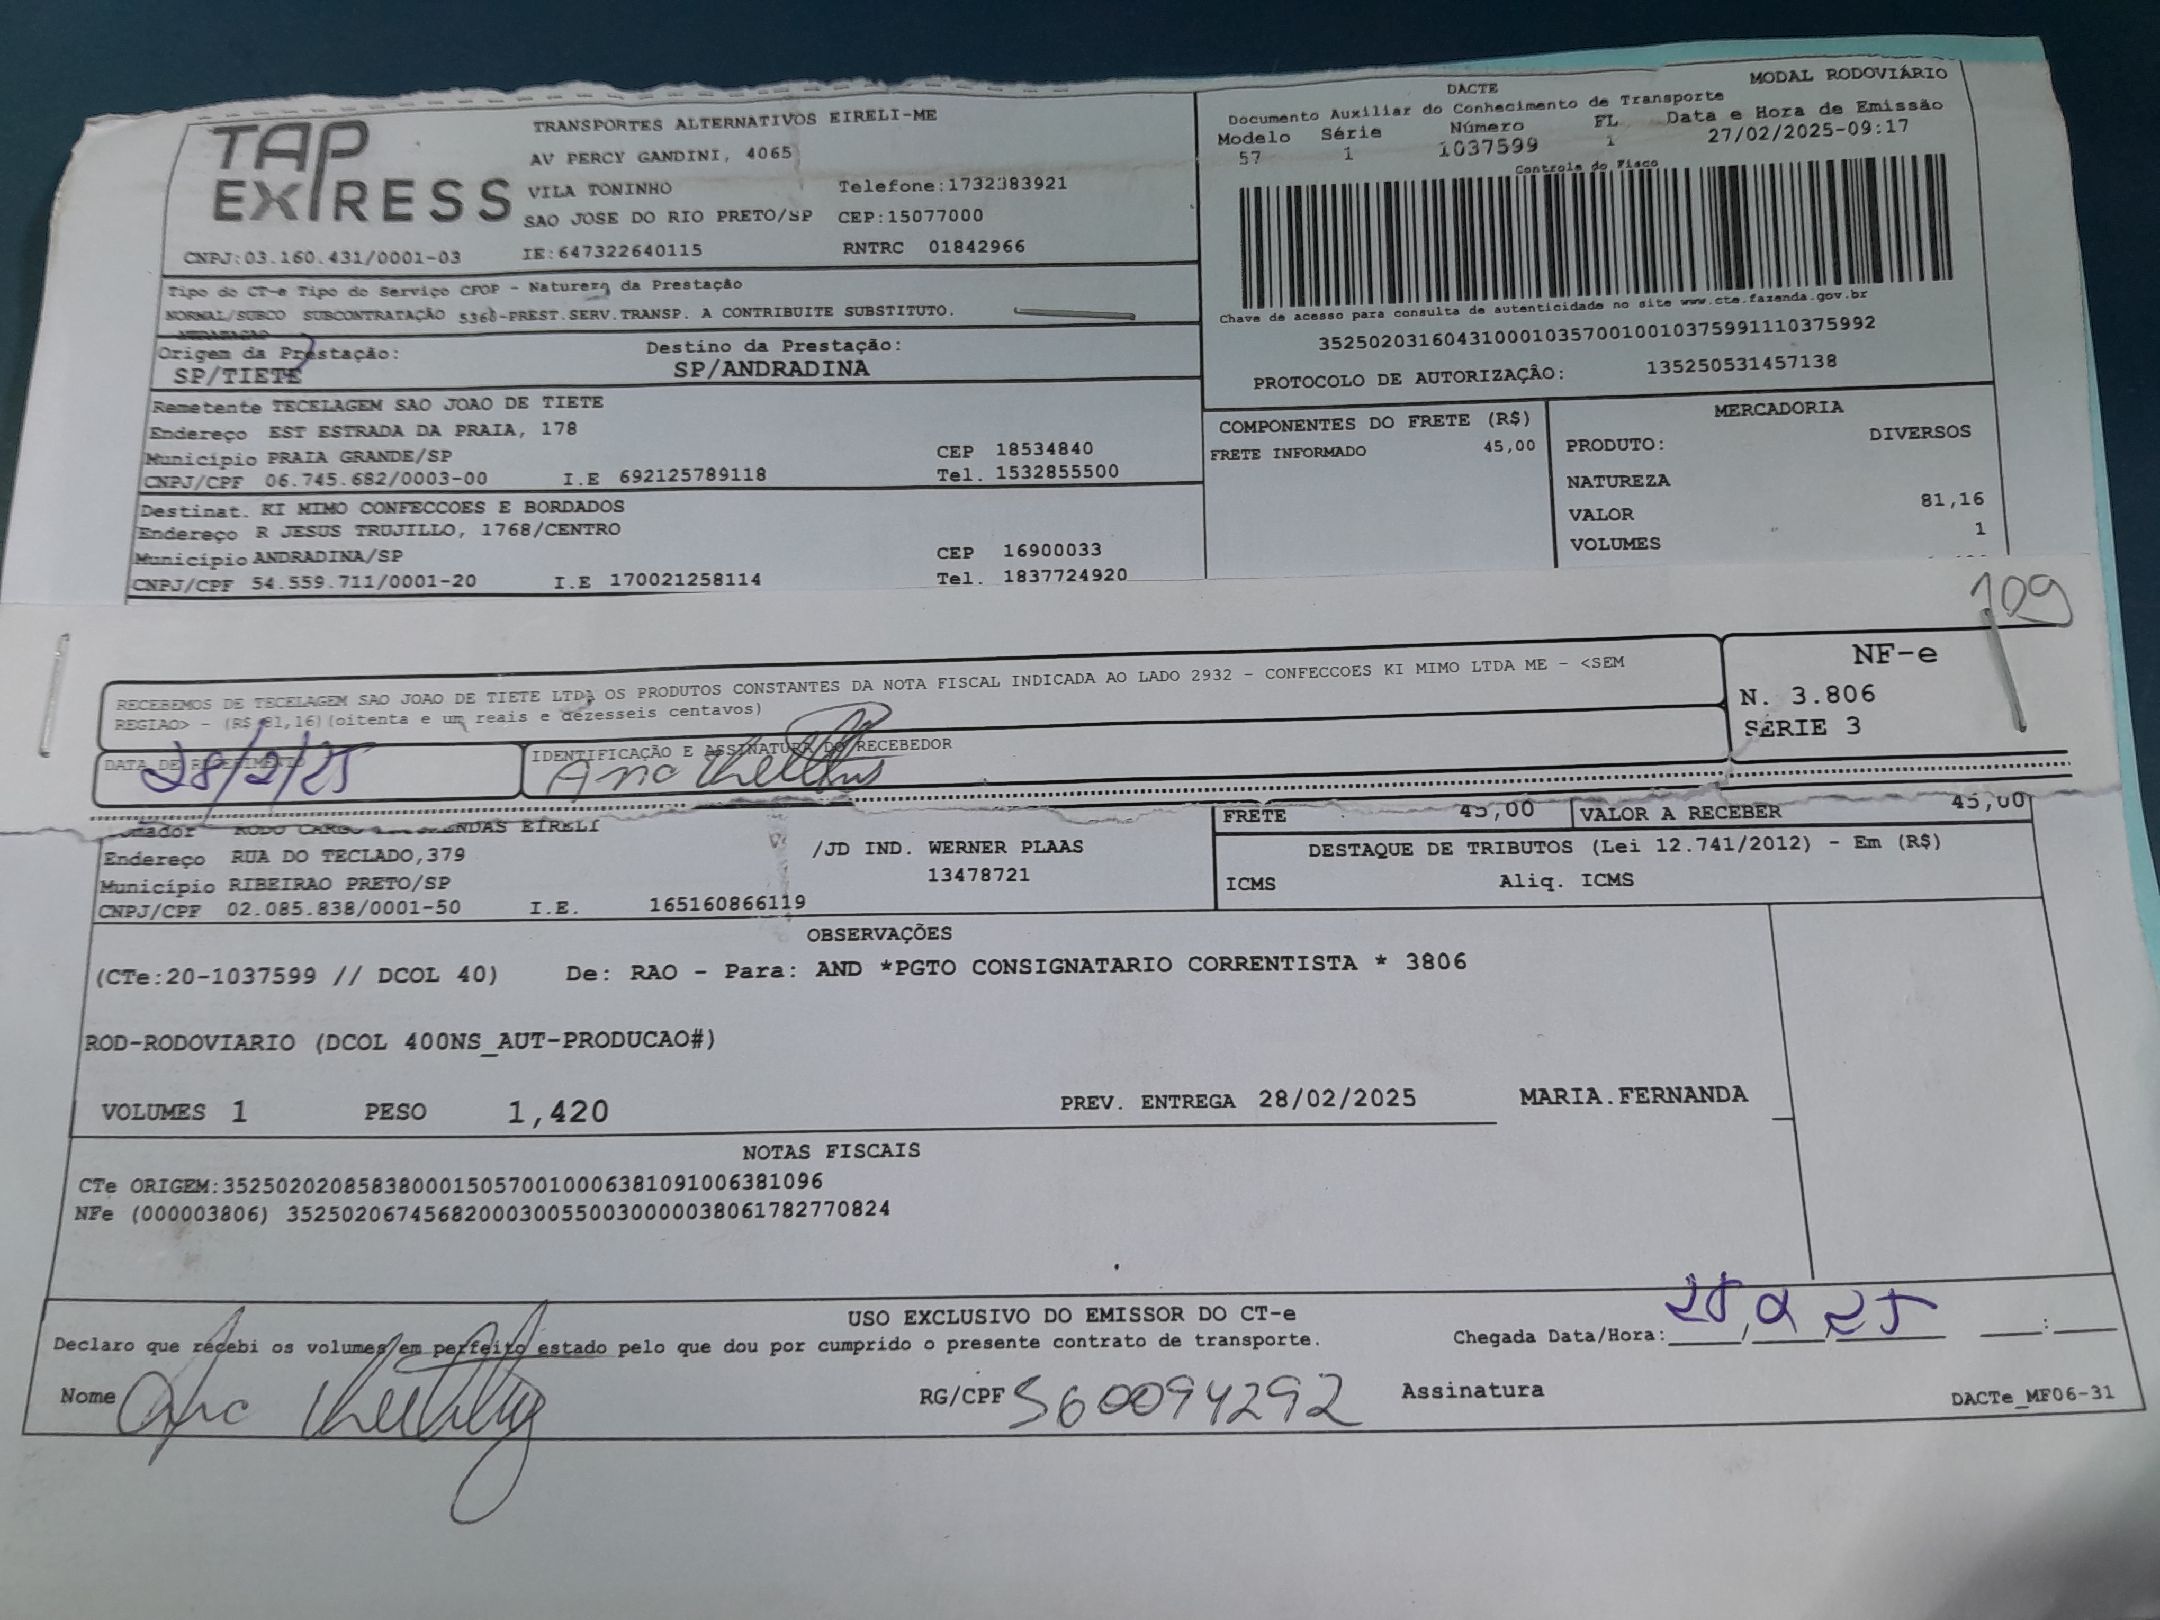 TAP
EXPRESS
TRANSPORTES ALTERNATIVOS EIRELI-ME
AV PERCY GANDINI, 4065
VILA TONINHO Telefone:1732383921
SAO JOSE DO RIO PRETO/SP CEP:15077000
CNPJ:03.160.431/0001-03 IE:647322640115 RNTRC 01842966
DACTE MODAL RODOVIÁRIO
Documento Auxiliar do Conhecimento de Transporte
Modelo Série Número FL Data e Hora de Emissão
57 1 1037599 1 27/02/2025-09:17
Controle do Fisco
Chave de acesso para consulta de autenticidade no site www.cte.fazenda.gov.br
35250203160431000103570010010375991110375992
PROTOCOLO DE AUTORIZAÇÃO: 135250531457138
Tipo do CT-e Tipo do Serviço CFOP - Natureza da Prestação
NORMAL/SUBCO SUBCONTRATAÇÃO 5360-PREST.SERV.TRANSP. A CONTRIBUITE SUBSTITUTO.
Origem da Prestação: Destino da Prestação:
SP/TIETE SP/ANDRADINA
Remetente TECELAGEM SAO JOAO DE TIETE
Endereço EST ESTRADA DA PRAIA, 178
Município PRAIA GRANDE/SP CEP 18534840
CNPJ/CPF 06.745.682/0003-00 I.E 692125789118 Tel. 1532855500
Destinat. KI MIMO CONFECCOES E BORDADOS
Endereço R JESUS TRUJILLO, 1768/CENTRO
Município ANDRADINA/SP CEP 16900033
CNPJ/CPF 54.559.711/0001-20 I.E 170021258114 Tel. 1837724920
COMPONENTES DO FRETE (R$)
FRETE INFORMADO 45,00
MERCADORIA
PRODUTO: DIVERSOS
NATUREZA
VALOR 81,16
VOLUMES 1
109
RECEBEMOS DE TECELAGEM SAO JOAO DE TIETE LTDA OS PRODUTOS CONSTANTES DA NOTA FISCAL INDICADA AO LADO 2932 - CONFECCOES KI MIMO LTDA ME - <SEM
REGIAO> - (R$ 81,16)(oitenta e um reais e dezesseis centavos)
NF-e
N. 3.806
SÉRIE 3
DATA DE RECEBIMENTO IDENTIFICAÇÃO E ASSINATURA DO RECEBEDOR
28/2/25 Ana
EIRELI
Endereço RUA DO TECLADO,379 /JD IND. WERNER PLAAS
Município RIBEIRAO PRETO/SP 13478721
CNPJ/CPF 02.085.838/0001-50 I.E. 165160866119
FRETE 45,00 VALOR A RECEBER 45,00
DESTAQUE DE TRIBUTOS (Lei 12.741/2012) - Em (R$)
ICMS Aliq. ICMS
OBSERVAÇÕES
(CTe:20-1037599 // DCOL 40) De: RAO - Para: AND *PGTO CONSIGNATARIO CORRENTISTA * 3806
ROD-RODOVIARIO (DCOL 400NS_AUT-PRODUCAO#)
VOLUMES 1 PESO 1,420 PREV. ENTREGA 28/02/2025 MARIA.FERNANDA
NOTAS FISCAIS
CTe ORIGEM:35250202085838000150570010006381091006381096
NFe (000003806) 35250206745682000300550030000038061782770824
USO EXCLUSIVO DO EMISSOR DO CT-e
Declaro que recebi os volumes em perfeito estado pelo que dou por cumprido o presente contrato de transporte.
Chegada Data/Hora: 28/2/25 __:__
Nome Ana RG/CPF 560094292 Assinatura
DACTe_MF06-31